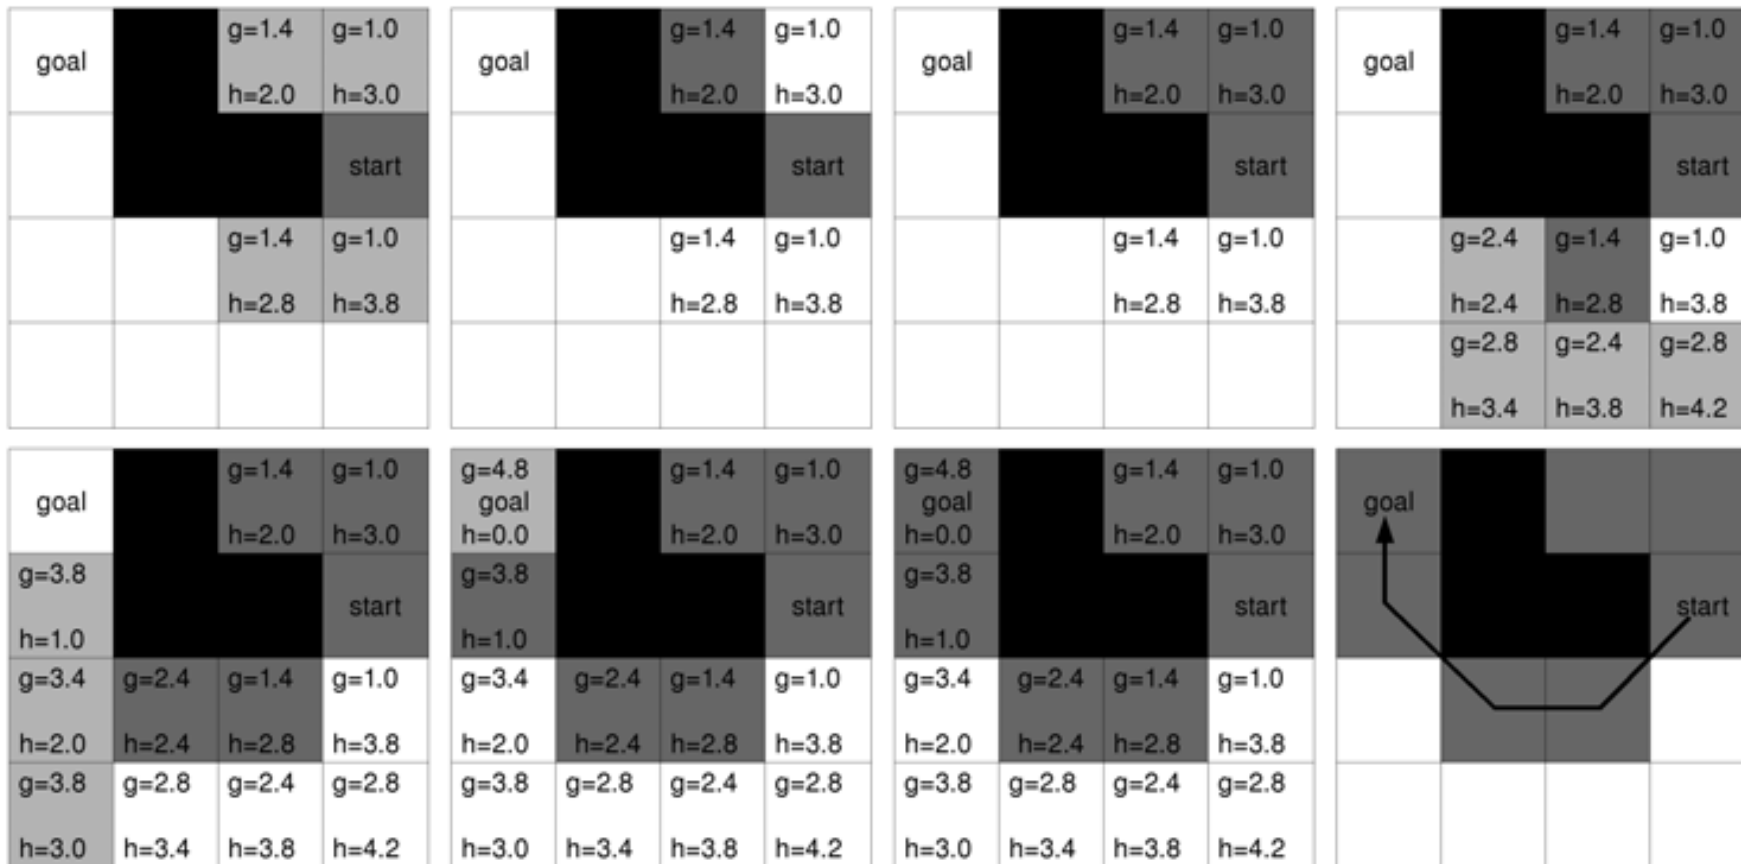 g=1.4 g=1.0
goal
h=2.0 h=3.0
start
g=1.4 g=1.0
h=2.8 h=3.8
g=1.4 g=1.0
goal
h=2.0 h=3.0
start
g=1.4 g=1.0
h=2.8 h=3.8
g=1.4 g=1.0
goal
h=2.0 h=3.0
start
g=1.4 g=1.0
h=2.8 h=3.8
g=1.4 g=1.0
goal
h=2.0 h=3.0
start
g=2.4 g=1.4 g=1.0
h=2.4 h=2.8 h=3.8
g=2.8 g=2.4 g=2.8
h=3.4 h=3.8 h=4.2
g=1.4 g=1.0
goal
h=2.0 h=3.0
g=3.8
start
h=1.0
g=3.4 g=2.4 g=1.4 g=1.0
h=2.0 h=2.4 h=2.8 h=3.8
g=3.8 g=2.8 g=2.4 g=2.8
h=3.0 h=3.4 h=3.8 h=4.2
g=4.8 g=1.4 g=1.0
goal
h=0.0 h=2.0 h=3.0
g=3.8
start
h=1.0
g=3.4 g=2.4 g=1.4 g=1.0
h=2.0 h=2.4 h=2.8 h=3.8
g=3.8 g=2.8 g=2.4 g=2.8
h=3.0 h=3.4 h=3.8 h=4.2
g=4.8 g=1.4 g=1.0
goal
h=0.0 h=2.0 h=3.0
g=3.8
start
h=1.0
g=3.4 g=2.4 g=1.4 g=1.0
h=2.0 h=2.4 h=2.8 h=3.8
g=3.8 g=2.8 g=2.4 g=2.8
h=3.0 h=3.4 h=3.8 h=4.2
goal
start